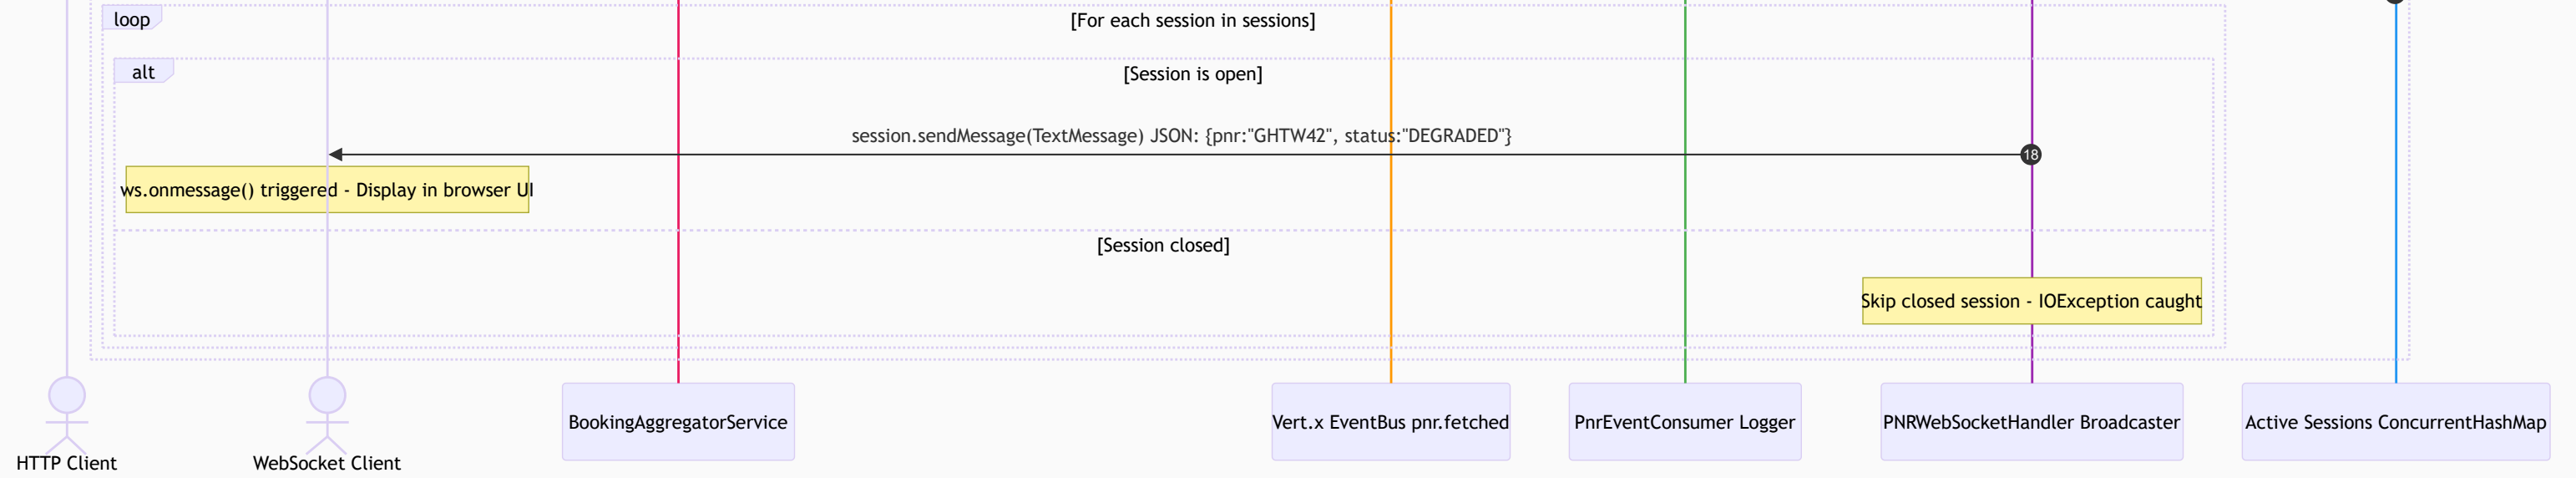 loop
[For each session in sessions]
alt
[Session is open]
session.sendMessage(TextMessage) JSON: {pnr:"GHTW42", status:"DEGRADED"}
18
ws.onmessage() triggered - Display in browser UI
[Session closed]
Skip closed session - IOException caught
HTTP Client
WebSocket Client
BookingAggregatorService
Vert.x EventBus pnr.fetched
PnrEventConsumer Logger
PNRWebSocketHandler Broadcaster
Active Sessions ConcurrentHashMap